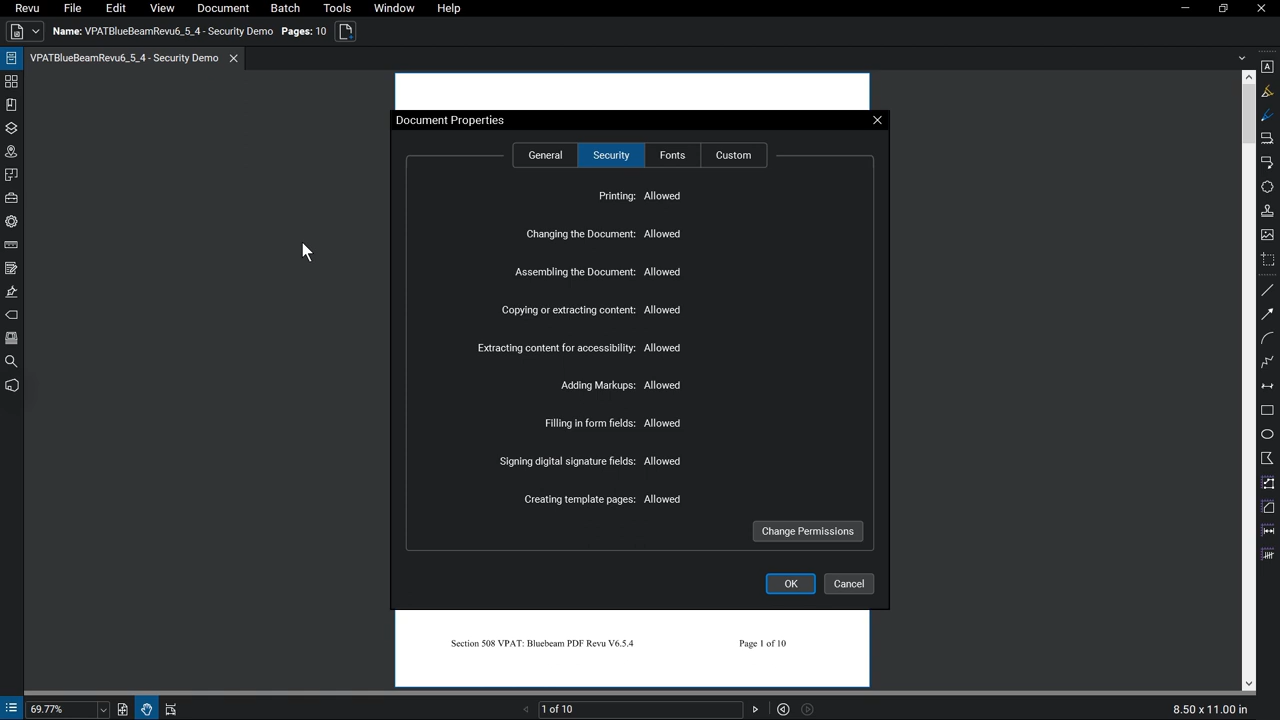 Revu File Edit View Document Batch Tools Window Help
Name: VPATBlueBeamRevu6_5_4 - Security Demo Pages: 10
VPATBlueBeamRevu6_5_4 - Security Demo
Document Properties
General Security Fonts Custom
Printing: Allowed
Changing the Document: Allowed
Assembling the Document: Allowed
Copying or extracting content: Allowed
Extracting content for accessibility: Allowed
Adding Markups: Allowed
Filling in form fields: Allowed
Signing digital signature fields: Allowed
Creating template pages: Allowed
Change Permissions
OK Cancel
Section 508 VPAT: Bluebeam PDF Revu V6.5.4 Page 1 of 10
69.77% 1 of 10 8.50 x 11.00 in